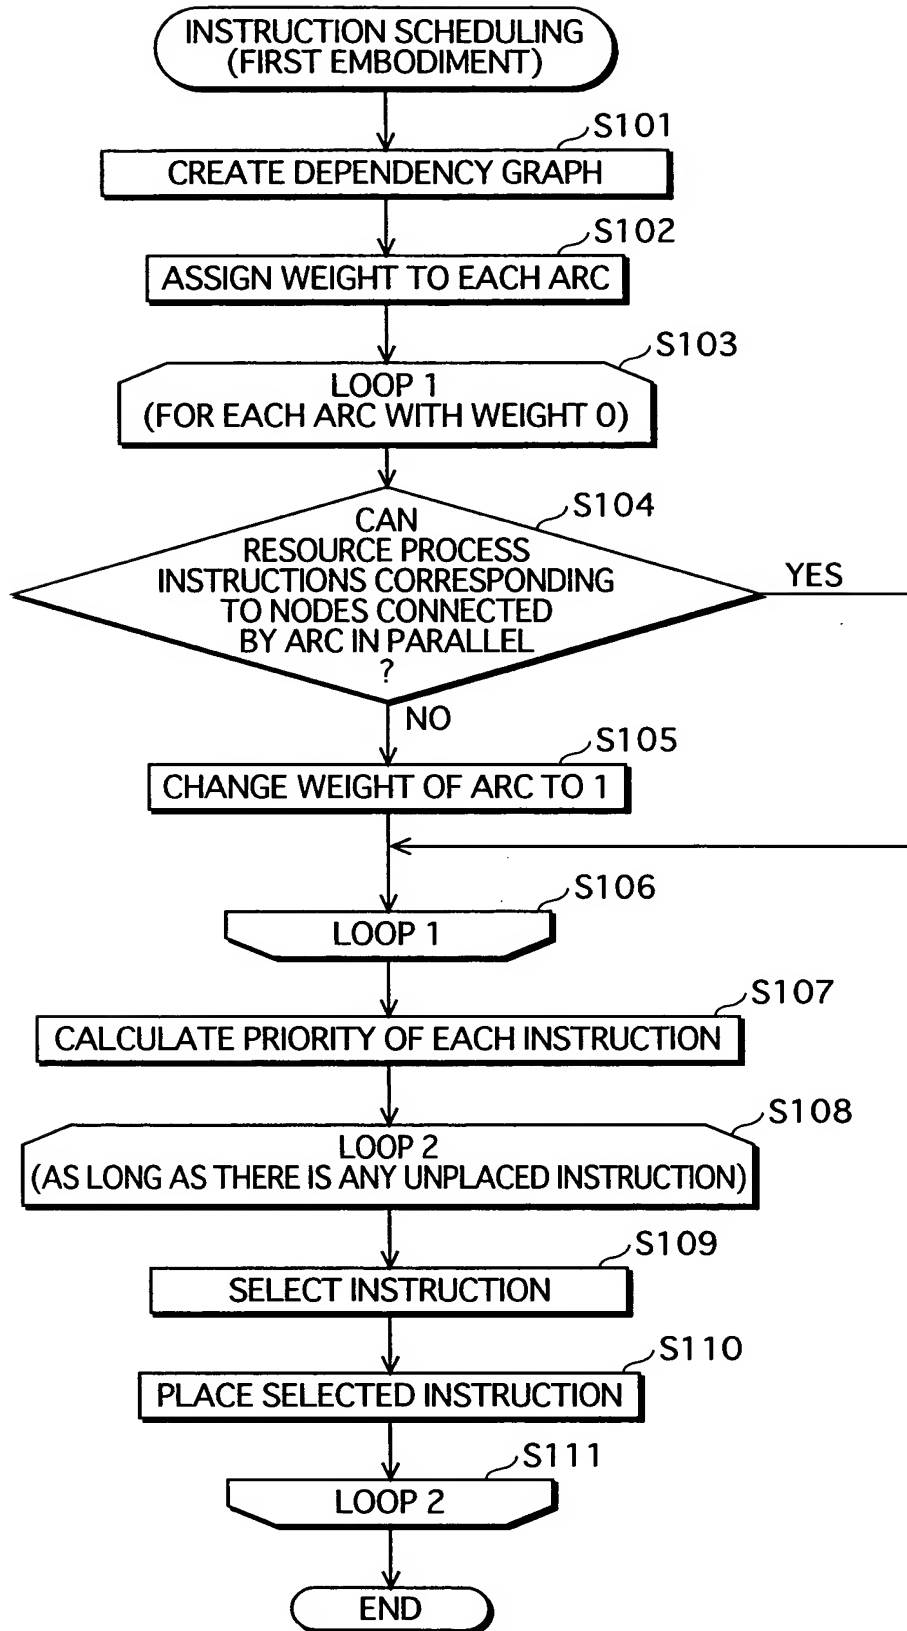 INSTRUCTION SCHEDULING
(FIRST EMBODIMENT)
S101
CREATE DEPENDENCY GRAPH
S102
ASSIGN WEIGHT TO EACH ARC
S103
LOOP 1
(FOR EACH ARC WITH WEIGHT 0)
S104
CAN
RESOURCE PROCESS
INSTRUCTIONS CORRESPONDING
TO NODES CONNECTED
BY ARC IN PARALLEL
?
YES
NO
S105
CHANGE WEIGHT OF ARC TO 1
S106
LOOP 1
S107
CALCULATE PRIORITY OF EACH INSTRUCTION
S108
LOOP 2
(AS LONG AS THERE IS ANY UNPLACED INSTRUCTION)
S109
SELECT INSTRUCTION
S110
PLACE SELECTED INSTRUCTION
S111
LOOP 2
END